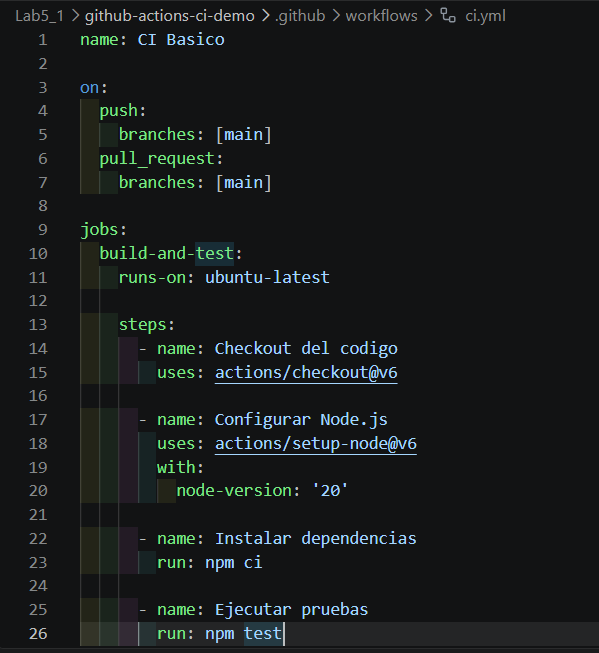 Lab5_1 > github-actions-ci-demo > .github > workflows > ci.yml
1 name: CI Basico
2
3 on:
4 push:
5 branches: [main]
6 pull_request:
7 branches: [main]
8
9 jobs:
10 build-and-test:
11 runs-on: ubuntu-latest
12
13 steps:
14 - name: Checkout del codigo
15 uses: actions/checkout@v6
16
17 - name: Configurar Node.js
18 uses: actions/setup-node@v6
19 with:
20 node-version: '20'
21
22 - name: Instalar dependencias
23 run: npm ci
24
25 - name: Ejecutar pruebas
26 run: npm test